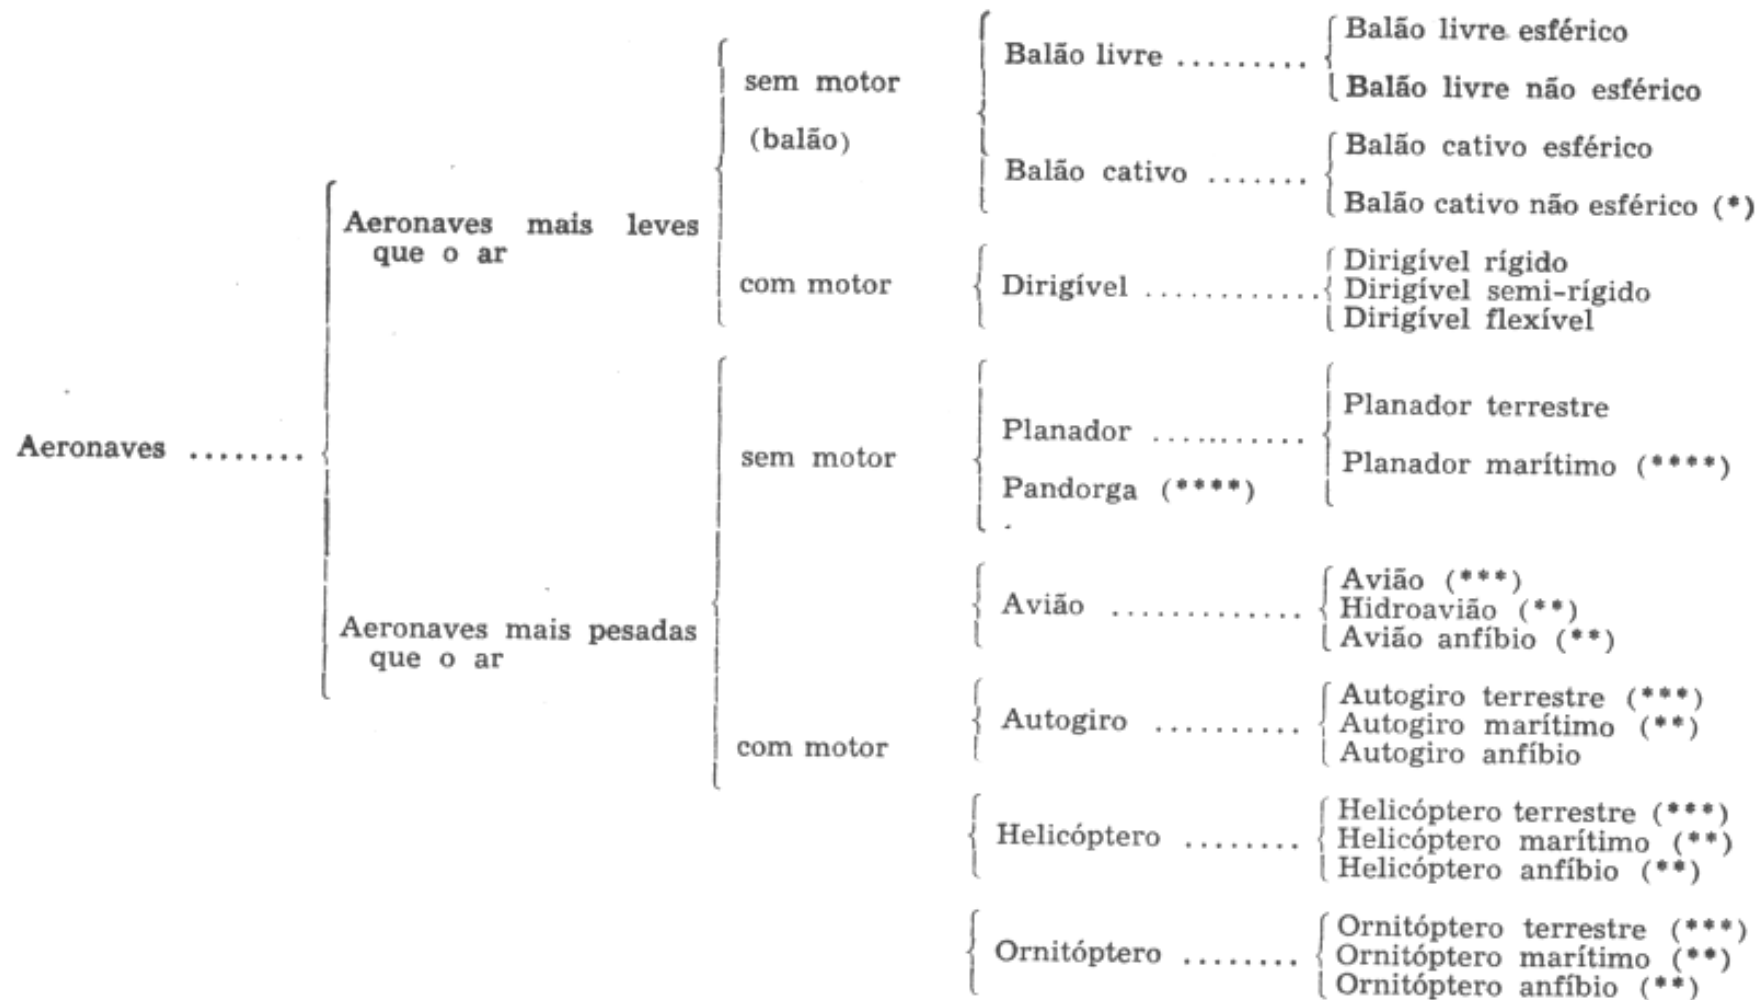 Aeronaves ........
Aeronaves mais leves
que o ar
sem motor
(balão)
Balão livre .........
Balão livre esférico
Balão livre não esférico
Balão cativo .......
Balão cativo esférico
Balão cativo não esférico (*)
com motor
Dirigível ............
Dirigível rígido
Dirigível semi-rígido
Dirigível flexível
Aeronaves mais pesadas
que o ar
sem motor
Planador ...........
Planador terrestre
Planador marítimo (****)
Pandorga (****)
com motor
Avião .............
Avião (***)
Hidroavião (**)
Avião anfíbio (**)
Autogiro ..........
Autogiro terrestre (***)
Autogiro marítimo (**)
Autogiro anfíbio
Helicóptero ........
Helicóptero terrestre (***)
Helicóptero marítimo (**)
Helicóptero anfíbio (**)
Ornitóptero ........
Ornitóptero terrestre (***)
Ornitóptero marítimo (**)
Ornitóptero anfíbio (**)